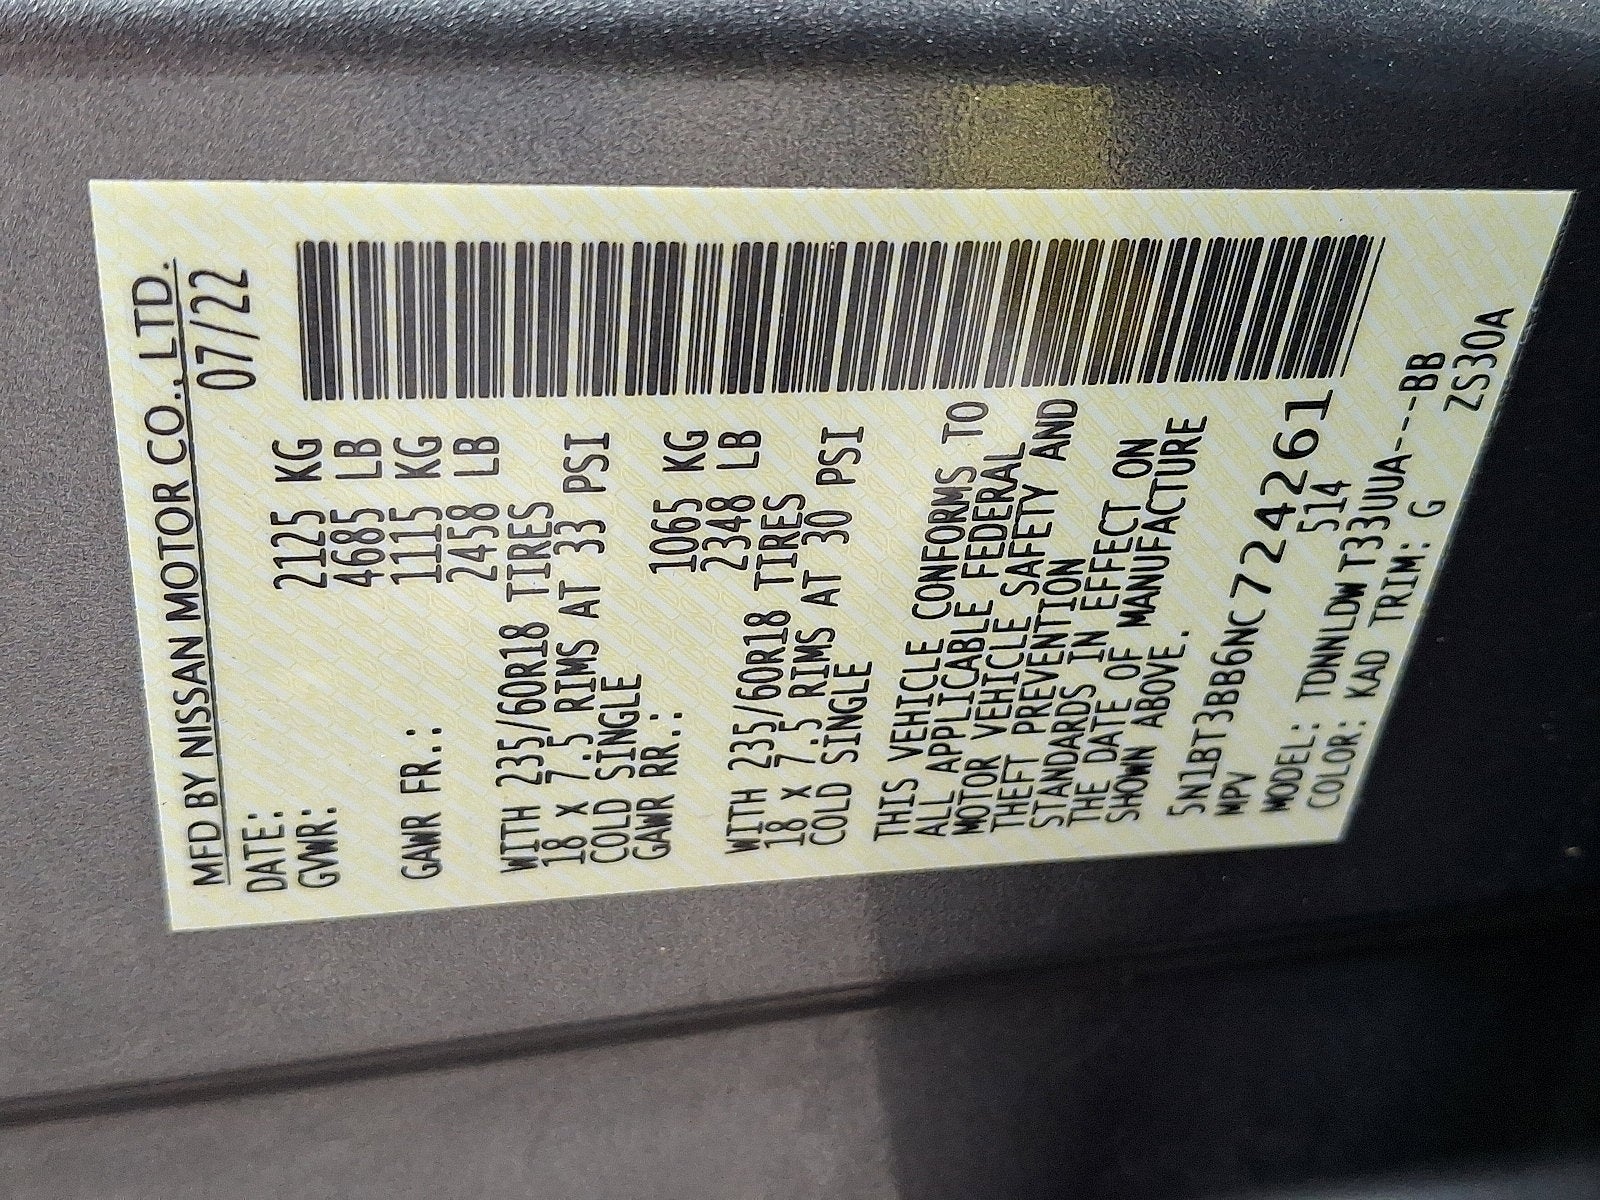 MFD BY NISSAN MOTOR CO., LTD.
DATE: 07/22
GVWR: 2125 KG
4685 LB
GAWR FR.: 1115 KG
2458 LB
WITH 235/60R18 TIRES
18 X 7.5 RIMS AT 33 PSI
COLD SINGLE
GAWR RR.: 1065 KG
2348 LB
WITH 235/60R18 TIRES
18 X 7.5 RIMS AT 30 PSI
COLD SINGLE
THIS VEHICLE CONFORMS TO
ALL APPLICABLE FEDERAL
MOTOR VEHICLE SAFETY AND
THEFT PREVENTION
STANDARDS IN EFFECT ON
THE DATE OF MANUFACTURE
SHOWN ABOVE.
5N1BT3BB6NC724261
MPV 514
MODEL: TDNNLDW T33UUA---BB
COLOR: KAD TRIM: G ZS30A